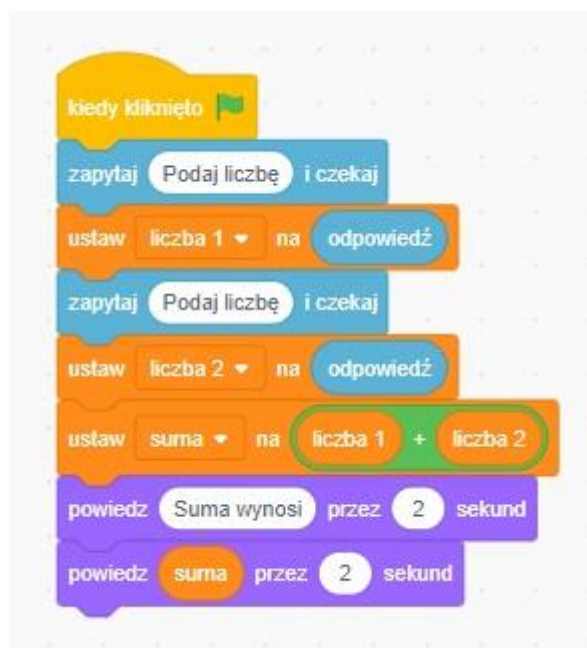 kiedy kliknięto
zapytaj Podaj liczbę i czekaj
ustaw liczba 1 na odpowiedź
zapytaj Podaj liczbę i czekaj
ustaw liczba 2 na odpowiedź
ustaw suma na liczba 1 + liczba 2
powiedz Suma wynosi przez 2 sekund
powiedz suma przez 2 sekund